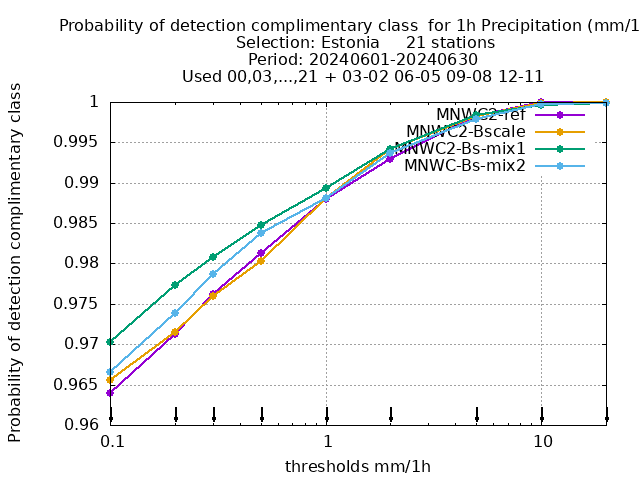 Probability of detection complimentary class  for 1h Precipitation (mm/1
Selection: Estonia     21 stations
Period: 20240601-20240630
Used 00,03,...,21 + 03-02 06-05 09-08 12-11
Probability of detection complimentary class
1
0.995
0.99
0.985
0.98
0.975
0.97
0.965
0.96
MNWC2-ref
MNWC2-Bscale
MNWC2-Bs-mix1
MNWC-Bs-mix2
0.1
1
10
thresholds mm/1h